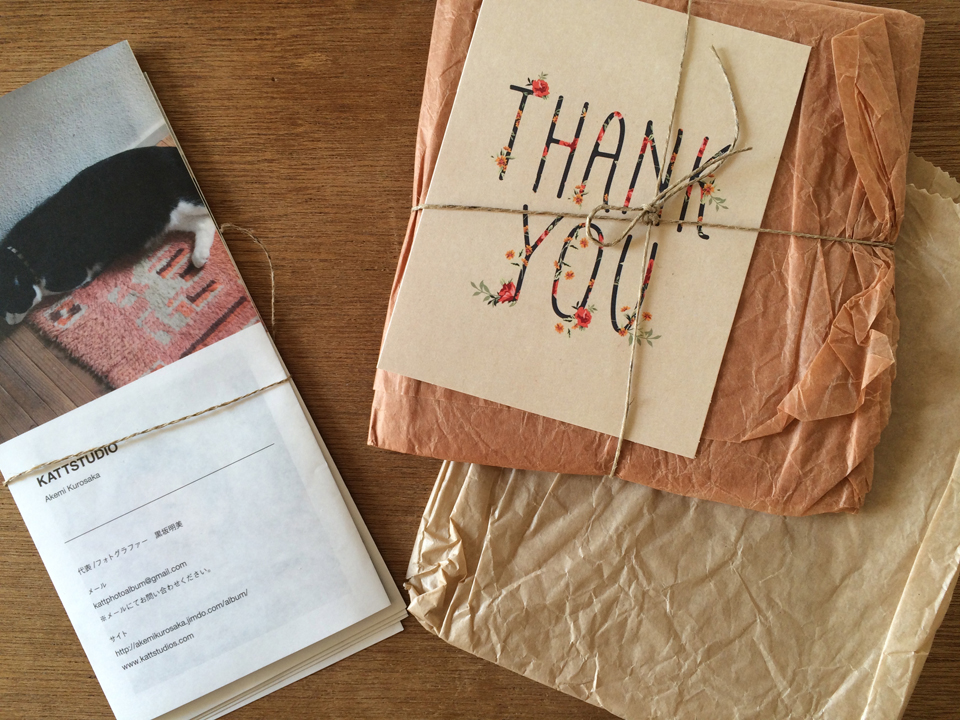 THANK
YOU
KATTSTUDIO
Akemi Kurosaka
代表/フォトグラファー 黒坂明美
メール
kattphotoalbum@gmail.com
※メールにてお問い合わせください。
サイト
http://akemikurosaka.jimdo.com/album/
www.kattstudios.com